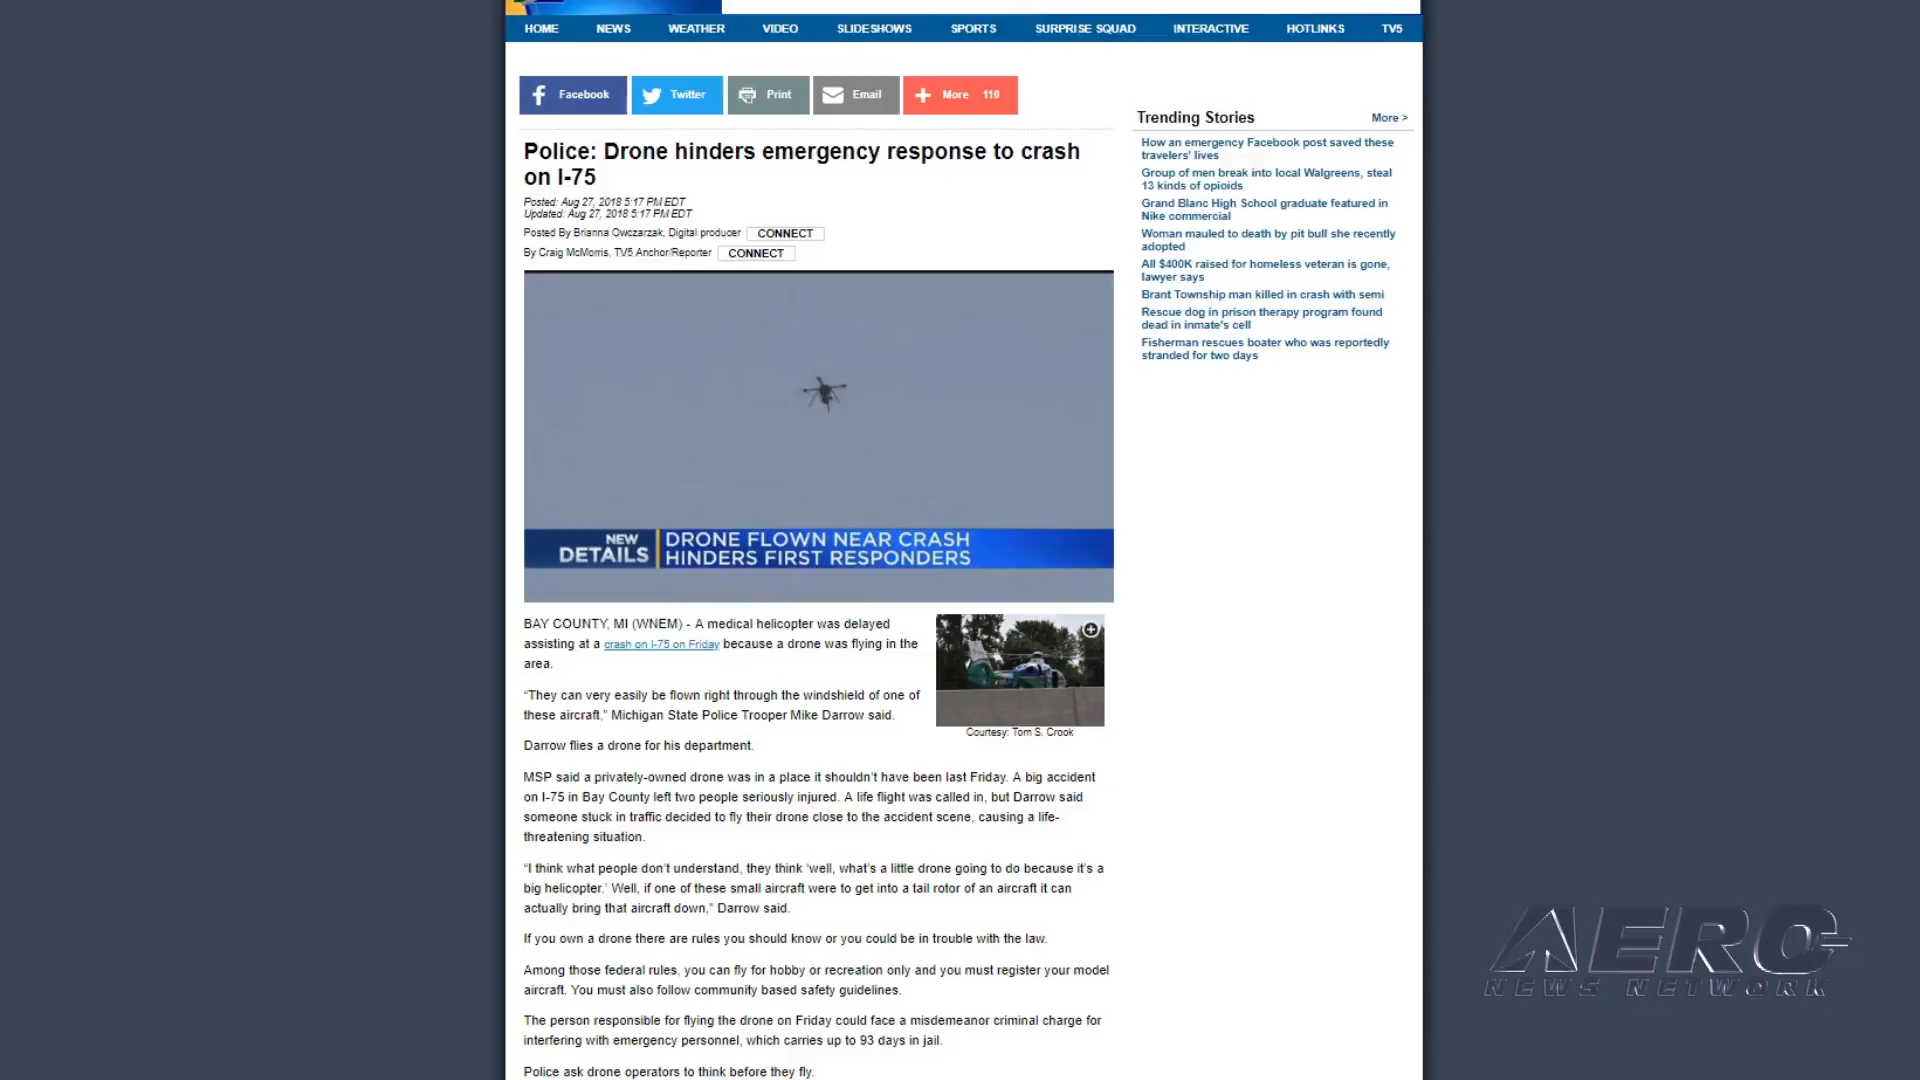 HOME NEWS WEATHER VIDEO SLIDESHOWS SPORTS SURPRISE SQUAD INTERACTIVE HOTLINKS TV5
Facebook Twitter Print Email More 110
Police: Drone hinders emergency response to crash
on I-75
Posted: Aug 27, 2018 5:17 PM EDT
Updated: Aug 27, 2018 5:17 PM EDT
Posted By Brianna Owczarzak, Digital producer CONNECT
By Craig McMorris, TV5 Anchor/Reporter CONNECT
NEW
DETAILS
DRONE FLOWN NEAR CRASH
HINDERS FIRST RESPONDERS
BAY COUNTY, MI (WNEM) - A medical helicopter was delayed
assisting at a crash on I-75 on Friday because a drone was flying in the
area.
“They can very easily be flown right through the windshield of one of
these aircraft,” Michigan State Police Trooper Mike Darrow said.
Courtesy: Tom S. Crook
Darrow flies a drone for his department.
MSP said a privately-owned drone was in a place it shouldn’t have been last Friday. A big accident
on I-75 in Bay County left two people seriously injured. A life flight was called in, but Darrow said
someone stuck in traffic decided to fly their drone close to the accident scene, causing a life-
threatening situation.
“I think what people don’t understand, they think ‘well, what’s a little drone going to do because it’s a
big helicopter.’ Well, if one of these small aircraft were to get into a tail rotor of an aircraft it can
actually bring that aircraft down,” Darrow said.
If you own a drone there are rules you should know or you could be in trouble with the law.
Among those federal rules, you can fly for hobby or recreation only and you must register your model
aircraft. You must also follow community based safety guidelines.
The person responsible for flying the drone on Friday could face a misdemeanor criminal charge for
interfering with emergency personnel, which carries up to 93 days in jail.
Police ask drone operators to think before they fly.
Trending Stories More >
How an emergency Facebook post saved these
travelers' lives
Group of men break into local Walgreens, steal
13 kinds of opioids
Grand Blanc High School graduate featured in
Nike commercial
Woman mauled to death by pit bull she recently
adopted
All $400K raised for homeless veteran is gone,
lawyer says
Brant Township man killed in crash with semi
Rescue dog in prison therapy program found
dead in inmate's cell
Fisherman rescues boater who was reportedly
stranded for two days
AERO
NEWS NETWORK